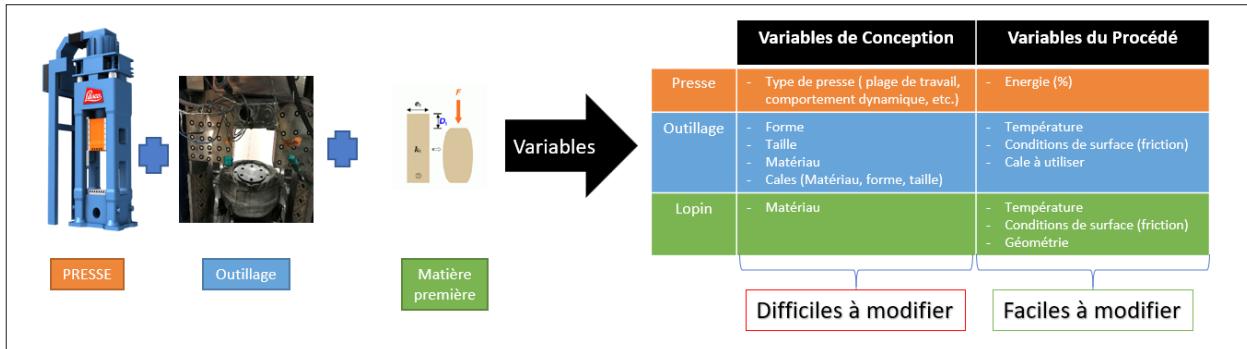 Lasco
PRESSE
Outillage
F
Matière
première
Variables
Variables de Conception
Variables du Procédé
Presse
- Type de presse ( plage de travail,
comportement dynamique, etc.)
- Energie (%)
Outillage
- Forme
- Taille
- Matériau
- Cales (Matériau, forme, taille)
- Température
- Conditions de surface (friction)
- Cale à utiliser
Lopin
- Matériau
- Température
- Conditions de surface (friction)
- Géométrie
Difficiles à modifier
Faciles à modifier